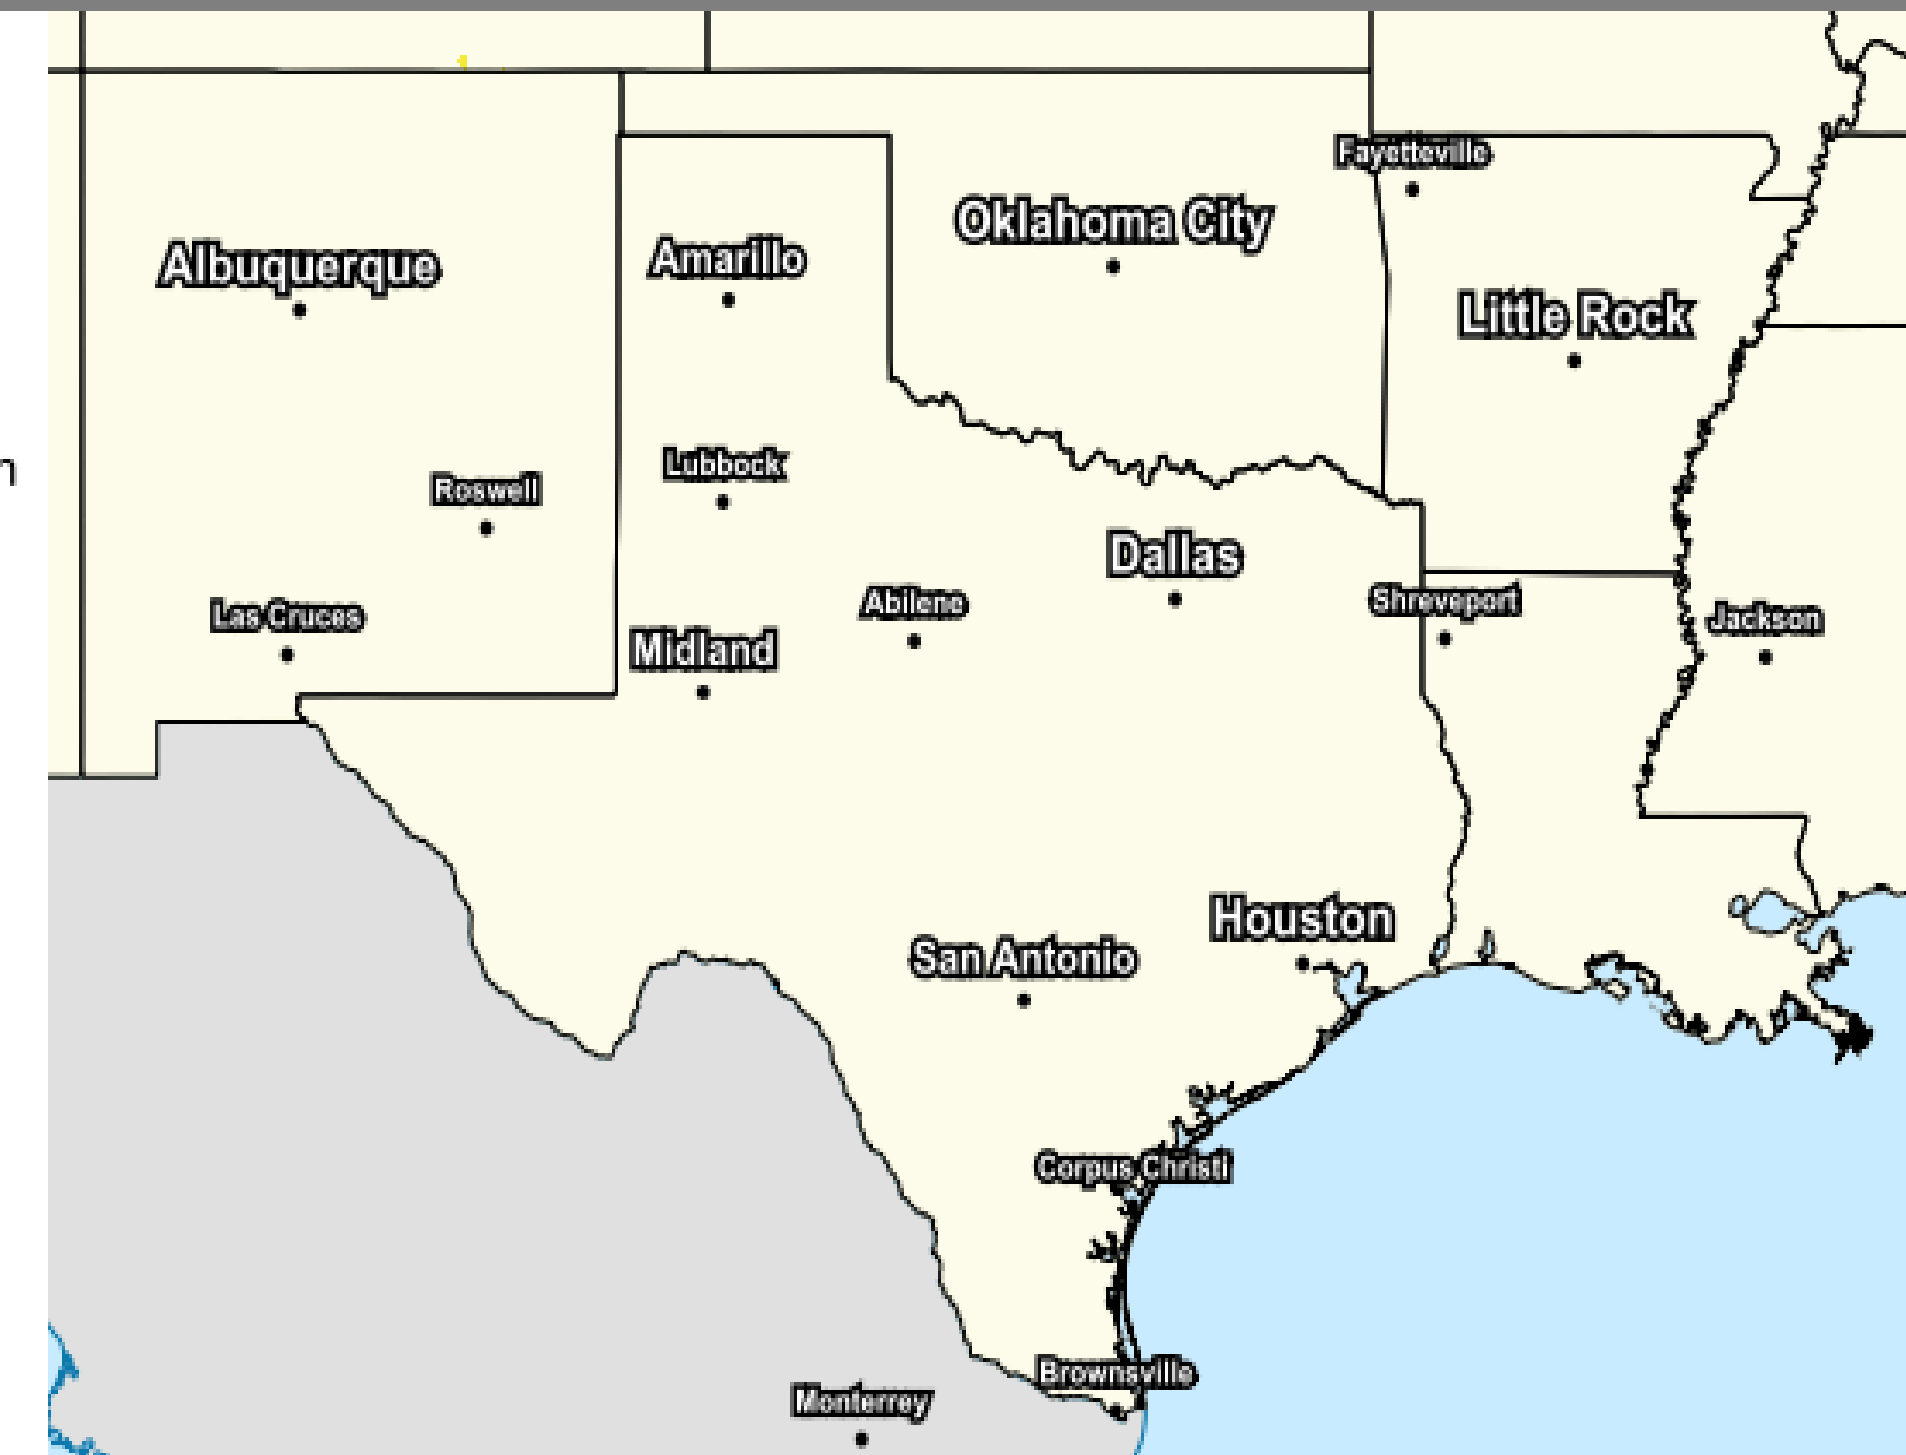 Fayetteville
Oklahoma City
Albuquerque
Amarillo
Little Rock
n
Lubbock
Roswell
Dallas
Las Cruces
Abilene
Shreveport
Jackson
Midland
Houston
San Antonio
Corpus Christi
Brownsville
Monterrey